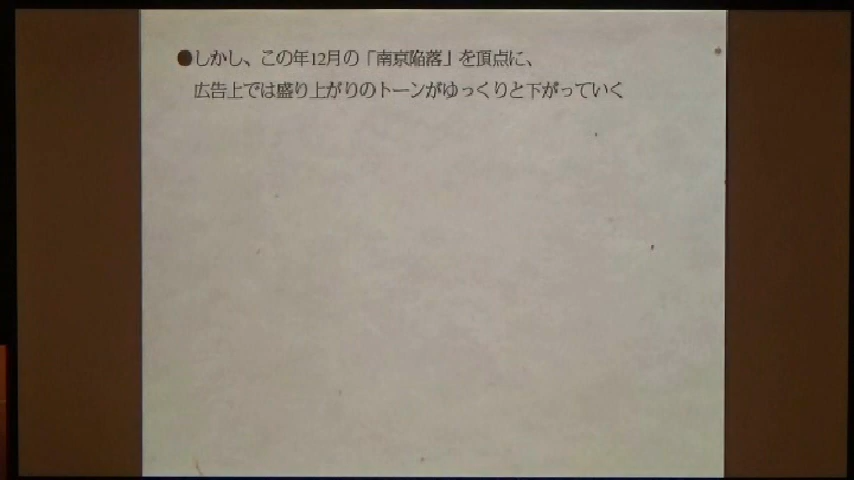 ●しかし、この年12月の「南京陥落」を頂点に、
広告上では盛り上がりのトーンがゆっくりと下がっていく